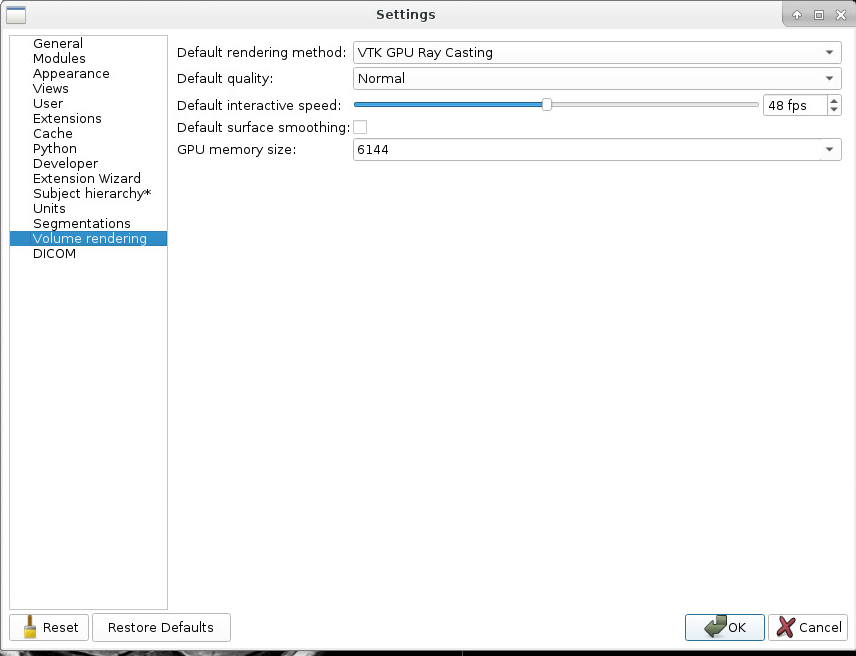 Settings
General
Modules
Appearance
Views
User
Extensions
Cache
Python
Developer
Extension Wizard
Subject hierarchy*
Units
Segmentations
Volume rendering
DICOM
Default rendering method: VTK GPU Ray Casting
Default quality: Normal
Default interactive speed: 48 fps
Default surface smoothing:
GPU memory size: 6144
Reset Restore Defaults OK Cancel